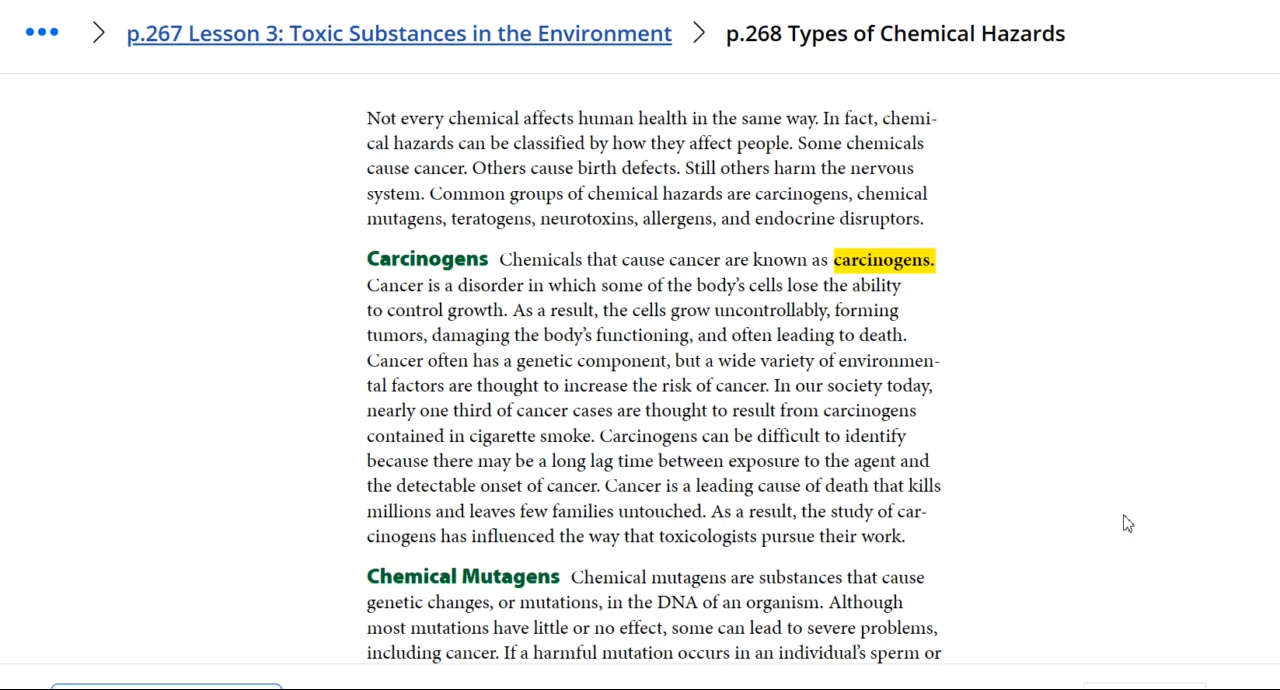 ••• > p.267 Lesson 3: Toxic Substances in the Environment > p.268 Types of Chemical Hazards
Not every chemical affects human health in the same way. In fact, chemi-
cal hazards can be classified by how they affect people. Some chemicals
cause cancer. Others cause birth defects. Still others harm the nervous
system. Common groups of chemical hazards are carcinogens, chemical
mutagens, teratogens, neurotoxins, allergens, and endocrine disruptors.
Carcinogens Chemicals that cause cancer are known as carcinogens.
Cancer is a disorder in which some of the body's cells lose the ability
to control growth. As a result, the cells grow uncontrollably, forming
tumors, damaging the body's functioning, and often leading to death.
Cancer often has a genetic component, but a wide variety of environmen-
tal factors are thought to increase the risk of cancer. In our society today,
nearly one third of cancer cases are thought to result from carcinogens
contained in cigarette smoke. Carcinogens can be difficult to identify
because there may be a long lag time between exposure to the agent and
the detectable onset of cancer. Cancer is a leading cause of death that kills
millions and leaves few families untouched. As a result, the study of car-
cinogens has influenced the way that toxicologists pursue their work.
Chemical Mutagens Chemical mutagens are substances that cause
genetic changes, or mutations, in the DNA of an organism. Although
most mutations have little or no effect, some can lead to severe problems,
including cancer. If a harmful mutation occurs in an individual's sperm or